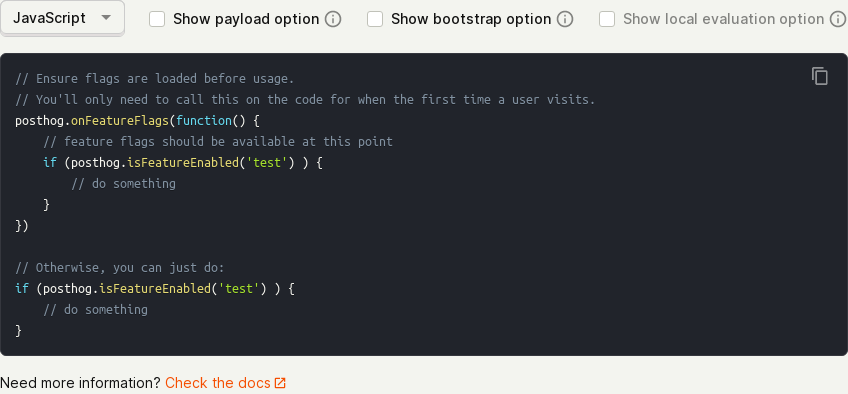 JavaScript Show payload option Show bootstrap option Show local evaluation option
// Ensure flags are loaded before usage.
// You'll only need to call this on the code for when the first time a user visits.
posthog.onFeatureFlags(function() {
    // feature flags should be available at this point
    if (posthog.isFeatureEnabled('test') ) {
        // do something
    }
})

// Otherwise, you can just do:
if (posthog.isFeatureEnabled('test') ) {
    // do something
}
Need more information? Check the docs